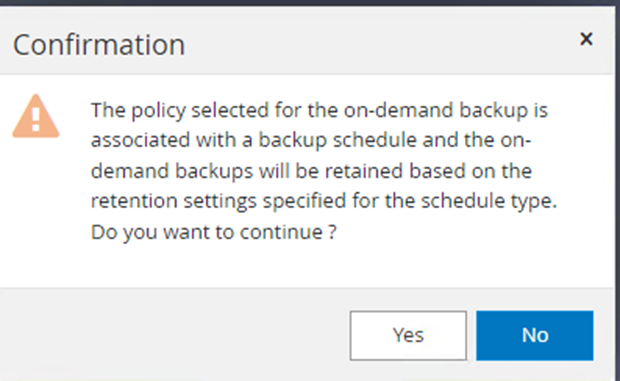 Confirmation
×
The policy selected for the on-demand backup is
associated with a backup schedule and the on-
demand backups will be retained based on the
retention settings specified for the schedule type.
Do you want to continue ?
Yes
No